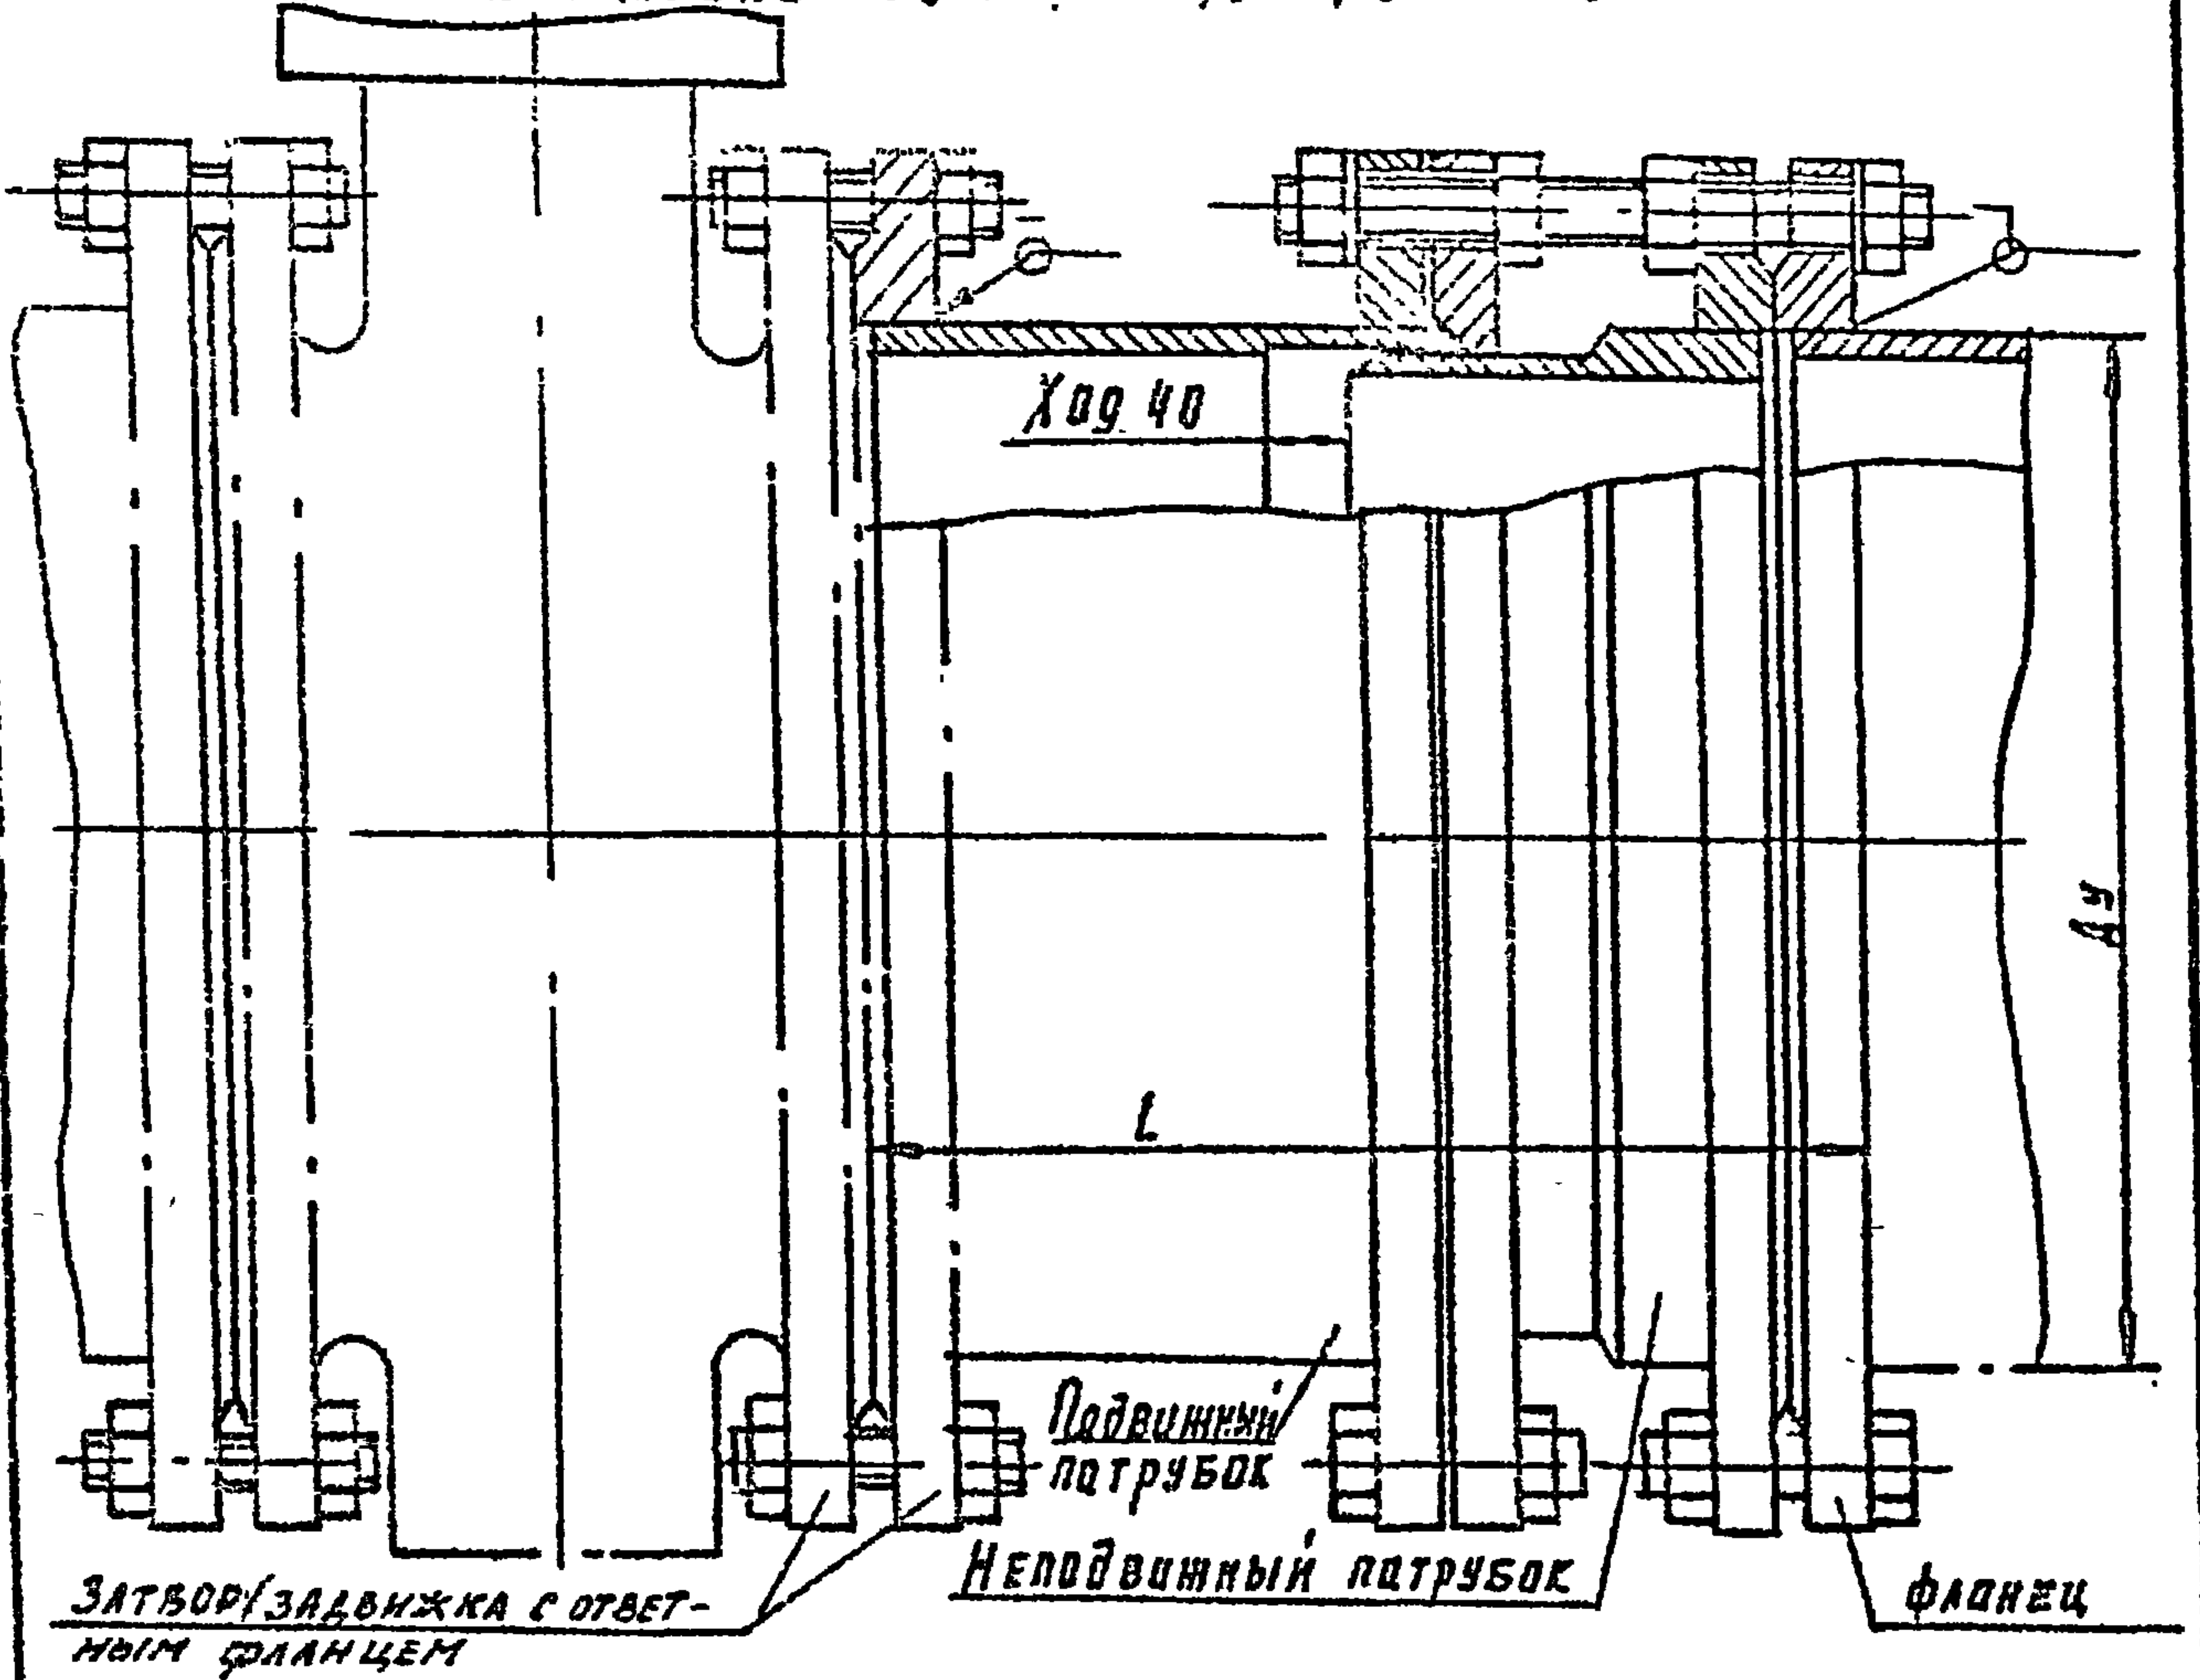 Ход 40
Ду
L
Подвижный
патрубок
Неподвижный патрубок
Затвор/задвижка с ответ-
ным фланцем
Фланец